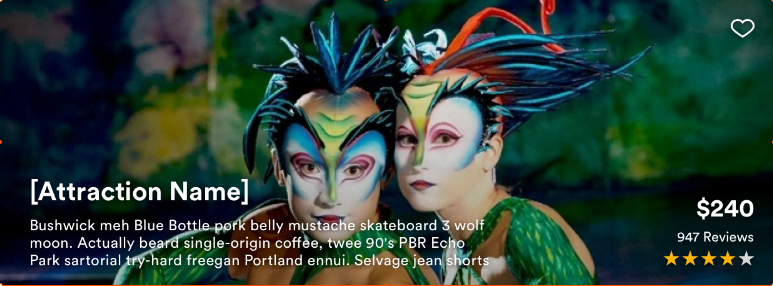 [Attraction Name]
Bushwick meh Blue Bottle pork belly mustache skateboard 3 wolf
moon. Actually beard single-origin coffee, twee 90's PBR Echo
Park sartorial try-hard freegan Portland ennui. Selvage jean shorts
$240
947 Reviews